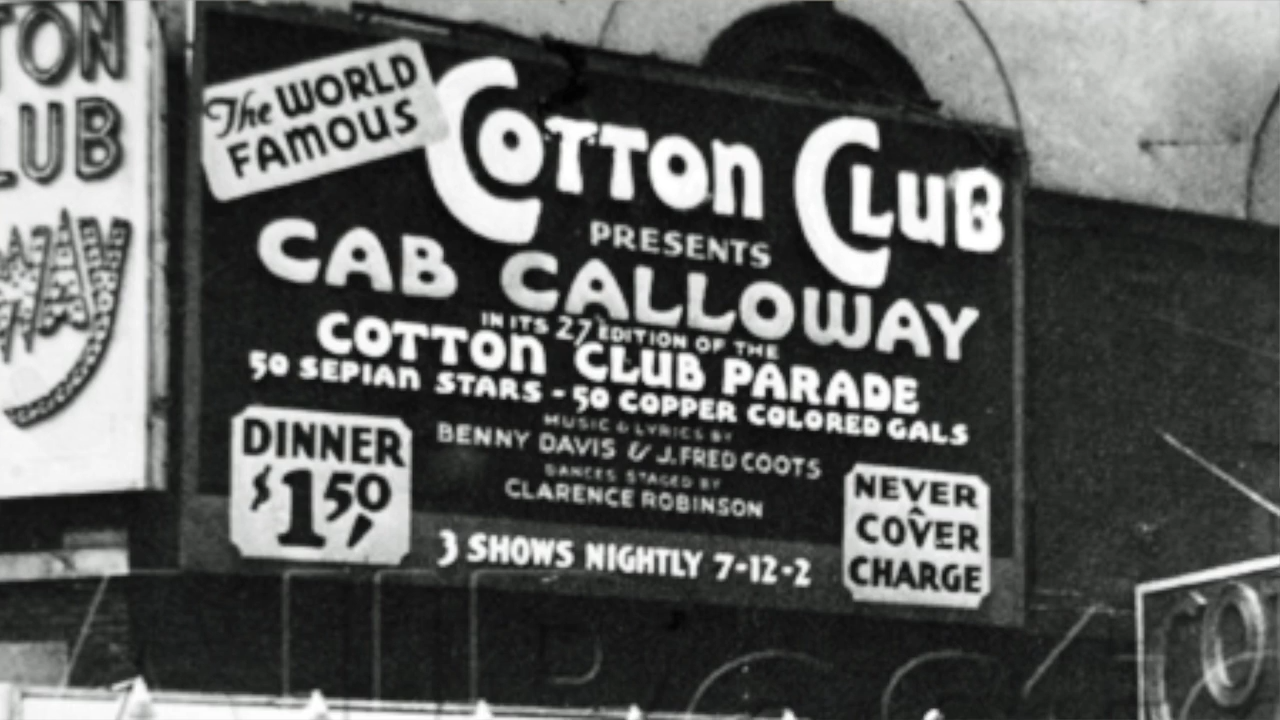 TON
LUB
WAY
The WORLD
FAMOUS
COTTON CLUB
PRESENTS
CAB CALLOWAY
IN ITS 27 EDITION OF THE
COTTON CLUB PARADE
50 SEPIAN STARS - 50 COPPER COLORED GALS
MUSIC & LYRICS BY
BENNY DAVIS & J. FRED COOTS
DANCES STAGED BY
CLARENCE ROBINSON
DINNER
$1.50
3 SHOWS NIGHTLY 7-12-2
NEVER
A
COVER
CHARGE
CO